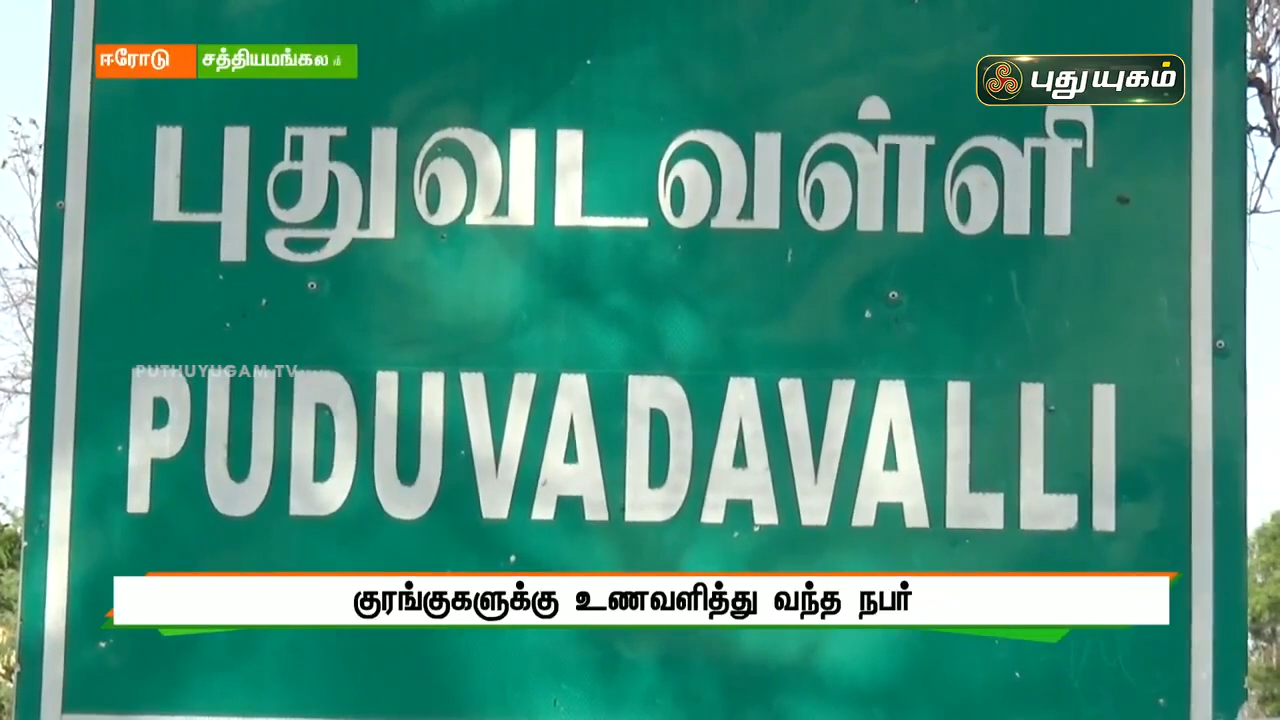 ஈரோடு சத்தியமங்கலம்
புதுயுகம்
புதுவடவள்ளி
PUTHUYUGAM TV
PUDUVADAVALLI
குரங்குகளுக்கு உணவளித்து வந்த நபர்